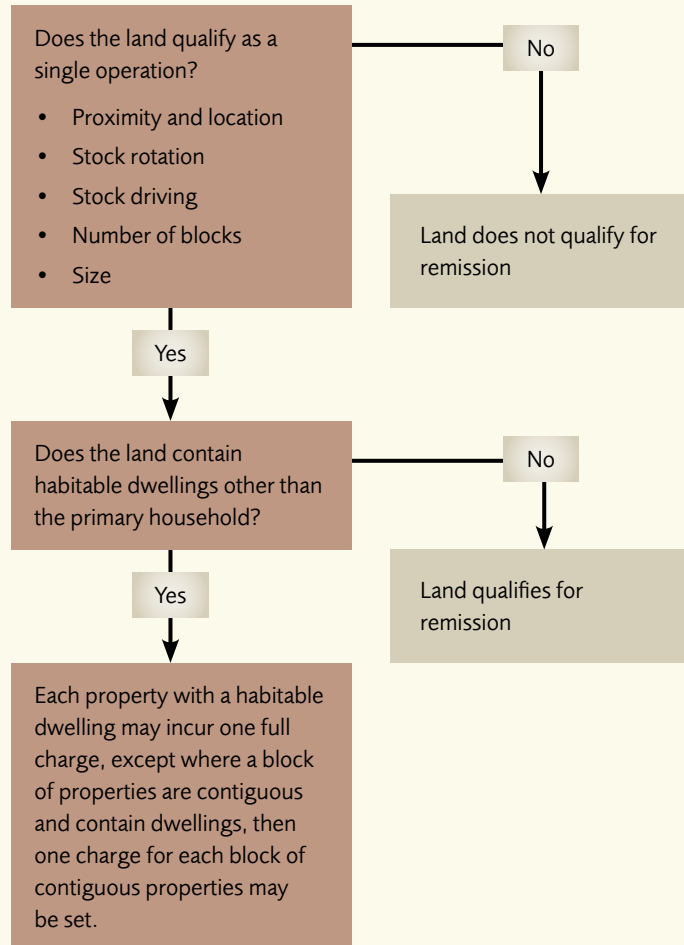 Does the land qualify as a
single operation?
• Proximity and location
• Stock rotation
• Stock driving
• Number of blocks
• Size
No
Land does not qualify for
remission
Yes
Does the land contain
habitable dwellings other than
the primary household?
No
Land qualifies for
remission
Yes
Each property with a habitable
dwelling may incur one full
charge, except where a block
of properties are contiguous
and contain dwellings, then
one charge for each block of
contiguous properties may
be set.